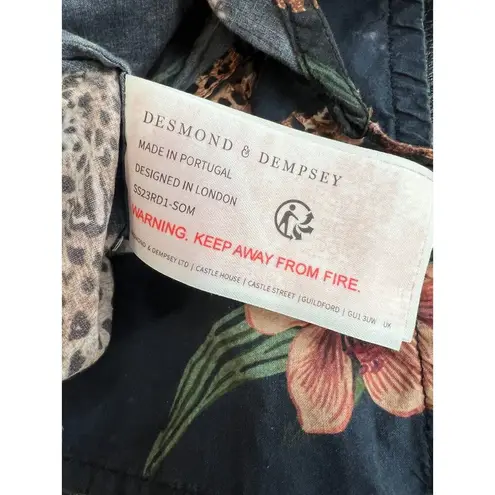 DESMOND & DEMPSEY
MADE IN PORTUGAL
DESIGNED IN LONDON
SS23RD1-SOM
WARNING. KEEP AWAY FROM FIRE.
DESMOND & DEMPSEY LTD | CASTLE HOUSE | CASTLE STREET | GUILDFORD | GU1 3UW UK